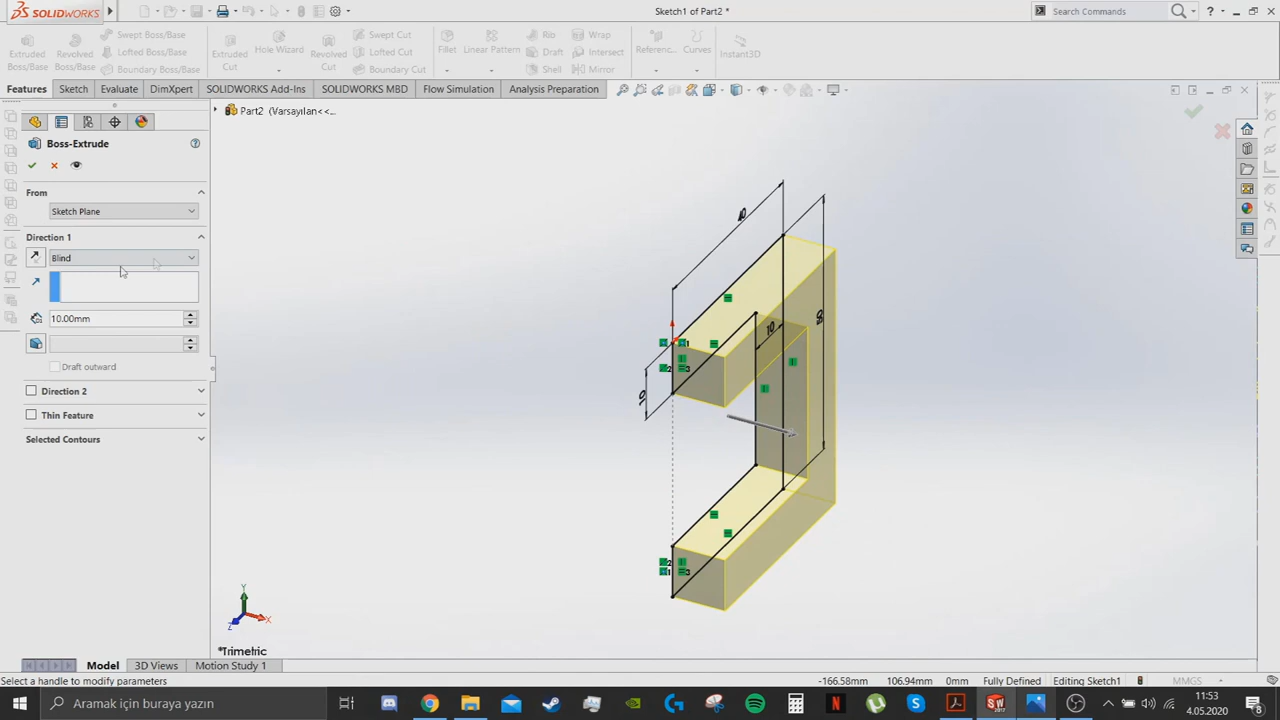 SOLIDWORKS
Sketch1 of Part2 *
Search Commands
Extruded Boss/Base
Revolved Boss/Base
Swept Boss/Base
Lofted Boss/Base
Boundary Boss/Base
Extruded Cut
Hole Wizard
Revolved Cut
Swept Cut
Lofted Cut
Boundary Cut
Fillet
Linear Pattern
Rib
Draft
Shell
Wrap
Intersect
Mirror
Referenc...
Curves
Instant3D
Features
Sketch
Evaluate
DimXpert
SOLIDWORKS Add-Ins
SOLIDWORKS MBD
Flow Simulation
Analysis Preparation
Part2 (Varsayılan<<...
Boss-Extrude
From
Sketch Plane
Direction 1
Blind
10.00mm
Draft outward
Direction 2
Thin Feature
Selected Contours
40
10
50
10
Y
X
Z
*Trimetric
Model
3D Views
Motion Study 1
Select a handle to modify parameters
-166.58mm
106.94mm
0mm
Fully Defined
Editing Sketch1
MMGS
Aramak için buraya yazın
11:53
4.05.2020